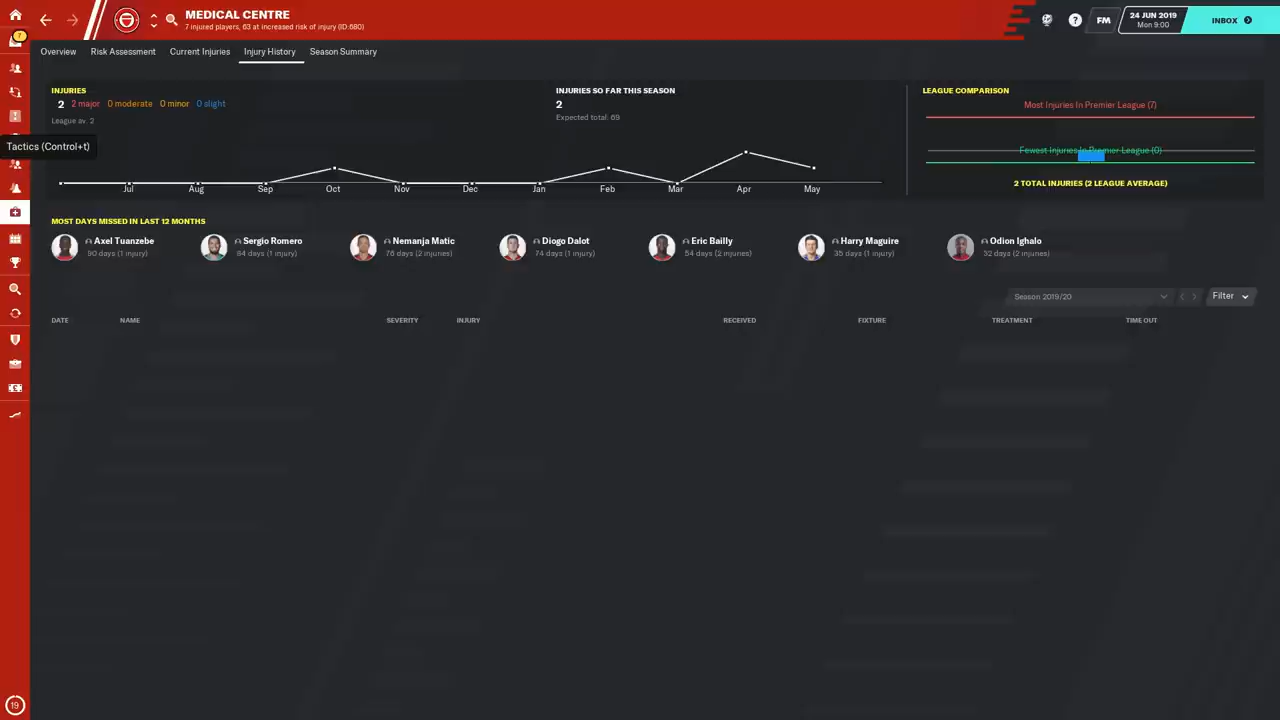 MEDICAL CENTRE
7 injured players, 63 at increased risk of injury (ID:680)
FM
24 JUN 2019
Mon 9:00
INBOX
7
Overview
Risk Assessment
Current Injuries
Injury History
Season Summary
INJURIES
2 2 major 0 moderate 0 minor 0 slight
League av. 2
INJURIES SO FAR THIS SEASON
2
Expected total: 69
LEAGUE COMPARISON
Most Injuries In Premier League (7)
Fewest Injuries In Premier League (0)
2 TOTAL INJURIES (2 LEAGUE AVERAGE)
Tactics (Control+t)
Jul Aug Sep Oct Nov Dec Jan Feb Mar Apr May
MOST DAYS MISSED IN LAST 12 MONTHS
Axel Tuanzebe
90 days (1 injury)
Sergio Romero
84 days (1 injury)
Nemanja Matic
76 days (2 injuries)
Diogo Dalot
74 days (1 injury)
Eric Bailly
54 days (2 injuries)
Harry Maguire
35 days (1 injury)
Odion Ighalo
32 days (2 injuries)
Season 2019/20
Filter
DATE NAME SEVERITY INJURY RECEIVED FIXTURE TREATMENT TIME OUT
19